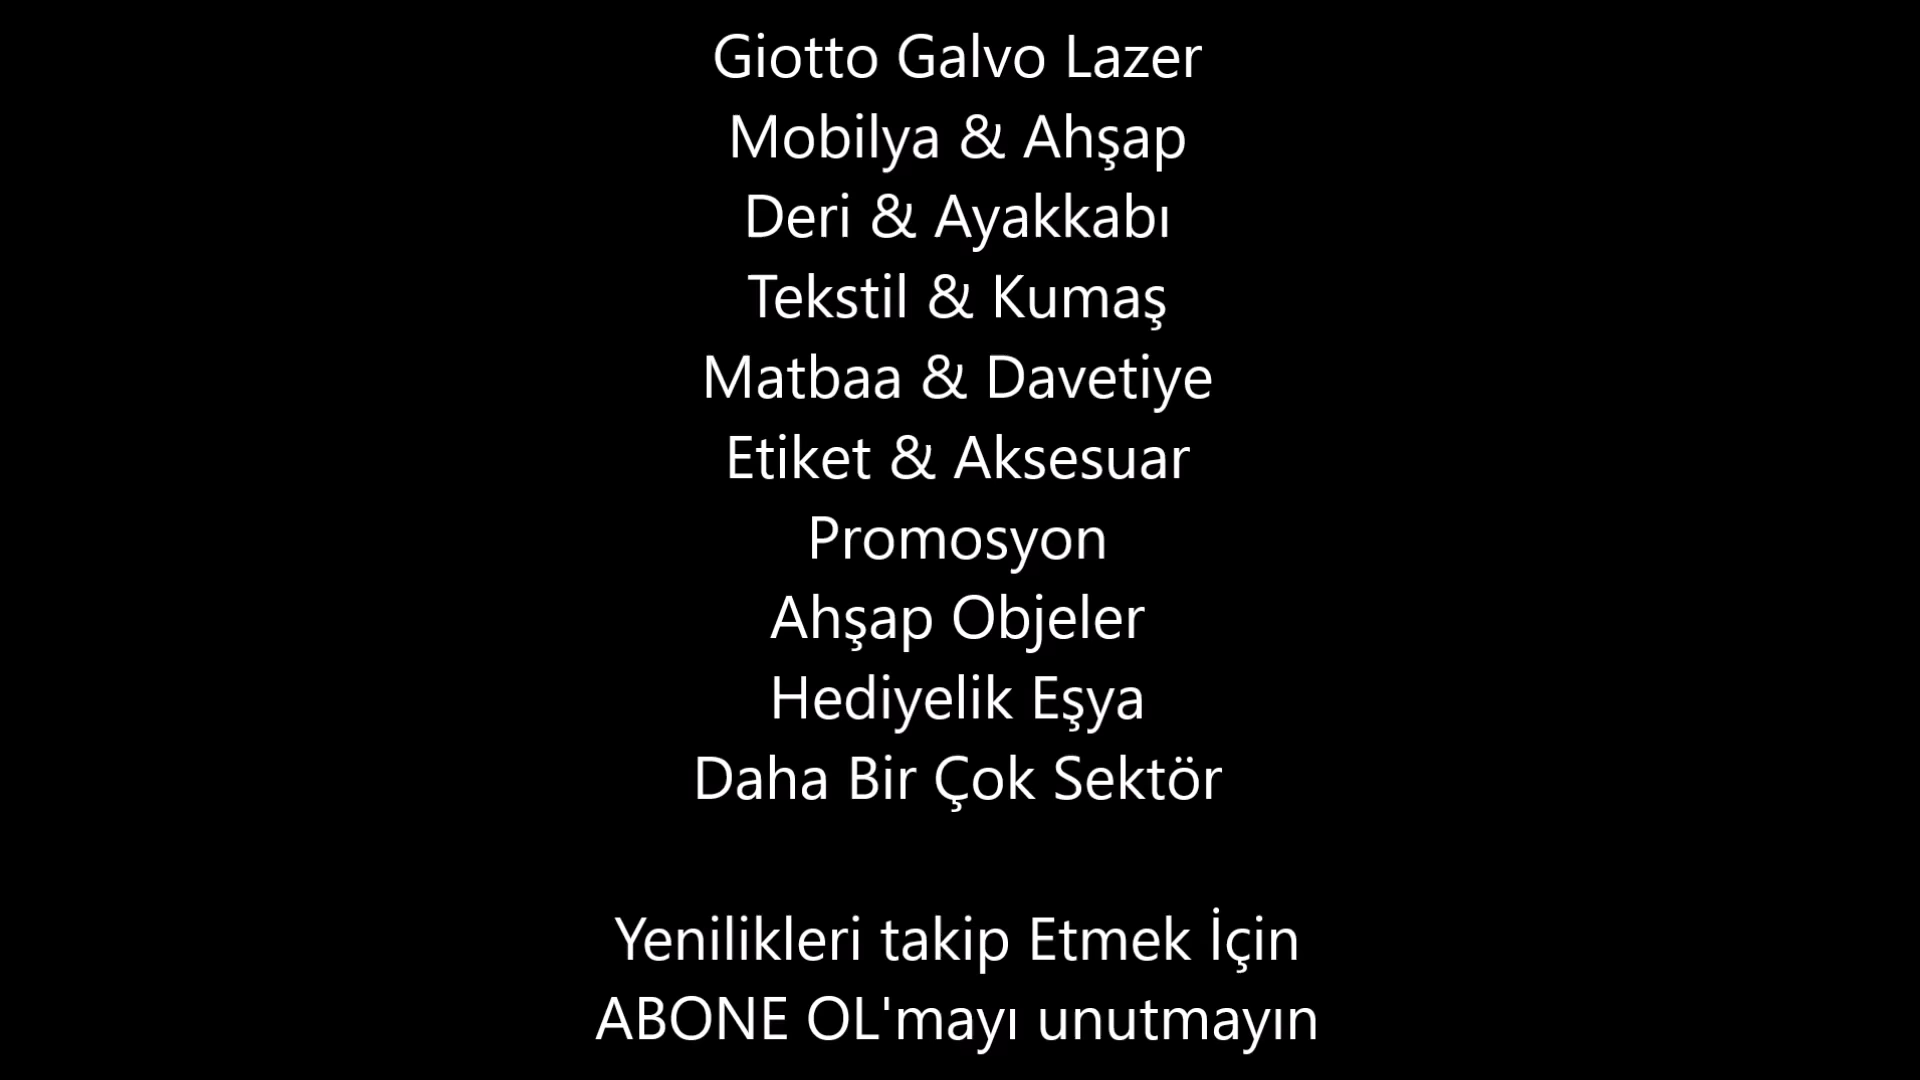 Giotto Galvo Lazer
Mobilya & Ahşap
Deri & Ayakkabı
Tekstil & Kumaş
Matbaa & Davetiye
Etiket & Aksesuar
Promosyon
Ahşap Objeler
Hediyelik Eşya
Daha Bir Çok Sektör
Yenilikleri takip Etmek İçin
ABONE OL'mayı unutmayın